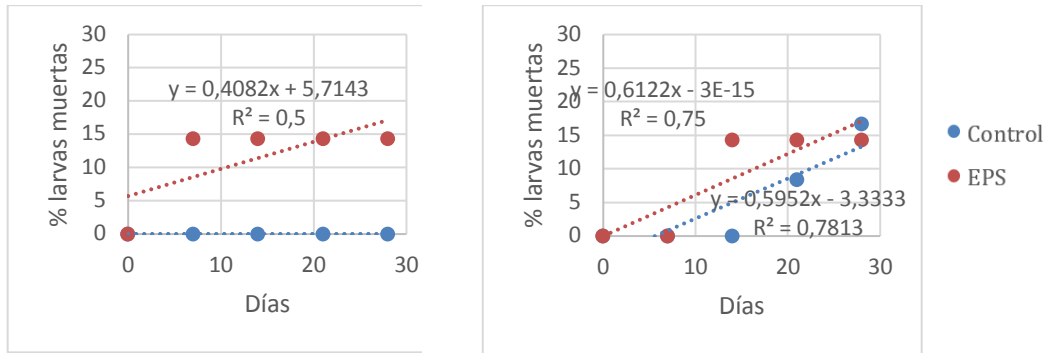 % larvas muertas
30
25
20
15
10
5
0
y = 0,4082x + 5,7143
R² = 0,5
0 10 20 30
Días
% larvas muertas
30
25
20
15
10
5
0
y = 0,6122x - 3E-15
R² = 0,75
y = 0,5952x - 3,3333
R² = 0,7813
0 10 20 30
Días
Control
EPS